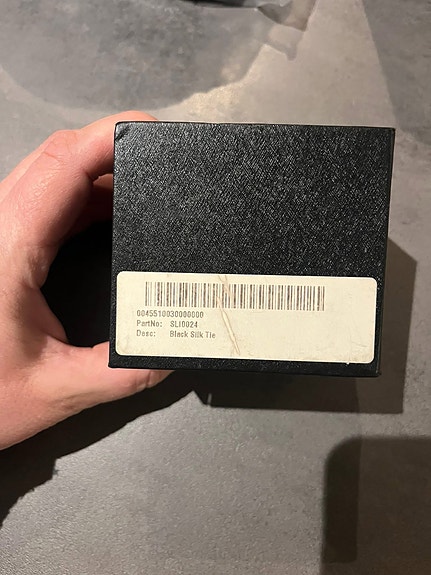 0045510030000000
PartNo: SLI0024
Desc: Black Silk Tie